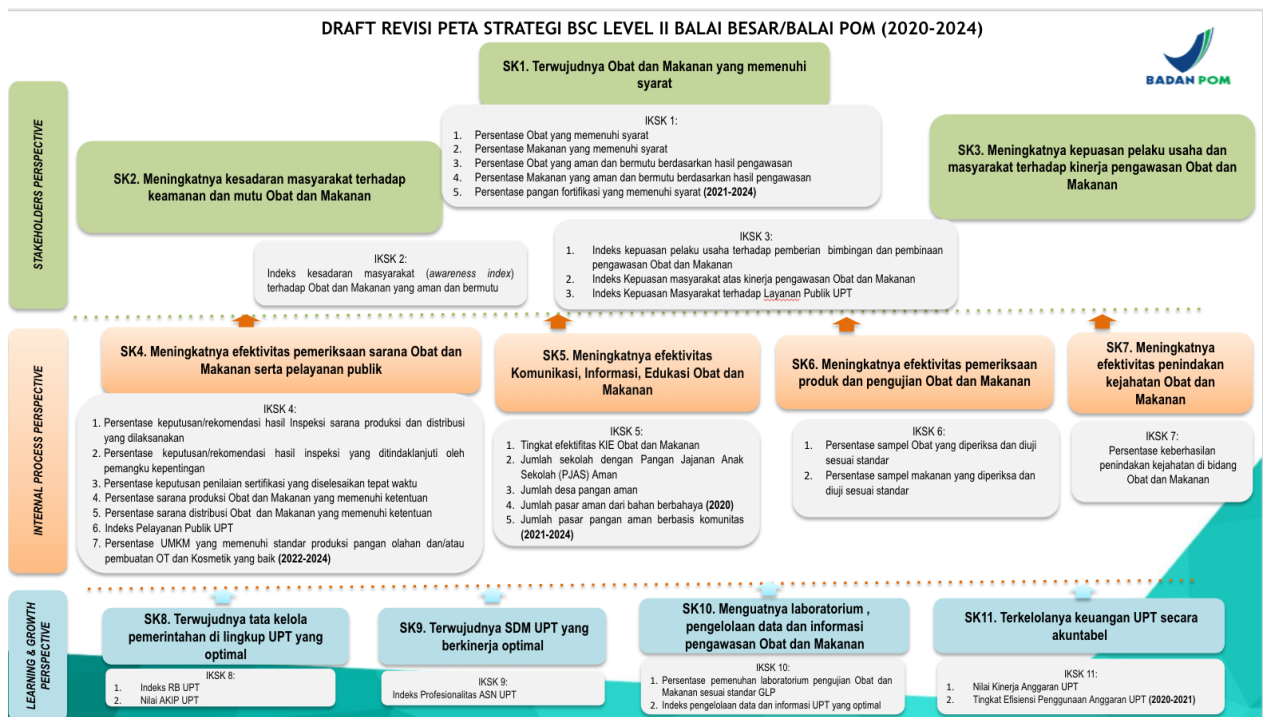 DRAFT REVISI PETA STRATEGI BSC LEVEL II BALAI BESAR/BALAI POM (2020-2024)
BADAN POM
STAKEHOLDERS PERSPECTIVE
SK1. Terwujudnya Obat dan Makanan yang memenuhi
syarat
IKSK 1:
1. Persentase Obat yang memenuhi syarat
2. Persentase Makanan yang memenuhi syarat
3. Persentase Obat yang aman dan bermutu berdasarkan hasil pengawasan
4. Persentase Makanan yang aman dan bermutu berdasarkan hasil pengawasan
5. Persentase pangan fortifikasi yang memenuhi syarat (2021-2024)
SK2. Meningkatnya kesadaran masyarakat terhadap
keamanan dan mutu Obat dan Makanan
IKSK 2:
Indeks kesadaran masyarakat (awareness index)
terhadap Obat dan Makanan yang aman dan bermutu
SK3. Meningkatnya kepuasan pelaku usaha dan
masyarakat terhadap kinerja pengawasan Obat dan
Makanan
IKSK 3:
1. Indeks kepuasan pelaku usaha terhadap pemberian bimbingan dan pembinaan
pengawasan Obat dan Makanan
2. Indeks Kepuasan masyarakat atas kinerja pengawasan Obat dan Makanan
3. Indeks Kepuasan Masyarakat terhadap Layanan Publik UPT
INTERNAL PROCESS PERSPECTIVE
SK4. Meningkatnya efektivitas pemeriksaan sarana Obat dan
Makanan serta pelayanan publik
IKSK 4:
1. Persentase keputusan/rekomendasi hasil Inspeksi sarana produksi dan distribusi
yang dilaksanakan
2. Persentase keputusan/rekomendasi hasil inspeksi yang ditindaklanjuti oleh
pemangku kepentingan
3. Persentase keputusan penilaian sertifikasi yang diselesaikan tepat waktu
4. Persentase sarana produksi Obat dan Makanan yang memenuhi ketentuan
5. Persentase sarana distribusi Obat dan Makanan yang memenuhi ketentuan
6. Indeks Pelayanan Publik UPT
7. Persentase UMKM yang memenuhi standar produksi pangan olahan dan/atau
pembuatan OT dan Kosmetik yang baik (2022-2024)
SK5. Meningkatnya efektivitas
Komunikasi, Informasi, Edukasi Obat dan
Makanan
IKSK 5:
1. Tingkat efektifitas KIE Obat dan Makanan
2. Jumlah sekolah dengan Pangan Jajanan Anak
Sekolah (PJAS) Aman
3. Jumlah desa pangan aman
4. Jumlah pasar aman dari bahan berbahaya (2020)
5. Jumlah pasar pangan aman berbasis komunitas
(2021-2024)
SK6. Meningkatnya efektivitas pemeriksaan
produk dan pengujian Obat dan Makanan
IKSK 6:
1. Persentase sampel Obat yang diperiksa dan diuji
sesuai standar
2. Persentase sampel makanan yang diperiksa dan
diuji sesuai standar
SK7. Meningkatnya
efektivitas penindakan
kejahatan Obat dan
Makanan
IKSK 7:
Persentase keberhasilan
penindakan kejahatan di bidang
Obat dan Makanan
LEARNING & GROWTH
PERSPECTIVE
SK8. Terwujudnya tata kelola
pemerintahan di lingkup UPT yang
optimal
IKSK 8:
1. Indeks RB UPT
2. Nilai AKIP UPT
SK9. Terwujudnya SDM UPT yang
berkinerja optimal
IKSK 9:
Indeks Profesionalitas ASN UPT
SK10. Menguatnya laboratorium ,
pengelolaan data dan informasi
pengawasan Obat dan Makanan
IKSK 10:
1. Persentase pemenuhan laboratorium pengujian Obat dan
Makanan sesuai standar GLP
2. Indeks pengelolaan data dan informasi UPT yang optimal
SK11. Terkelolanya keuangan UPT secara
akuntabel
IKSK 11:
1. Nilai Kinerja Anggaran UPT
2. Tingkat Efisiensi Penggunaan Anggaran UPT (2020-2021)